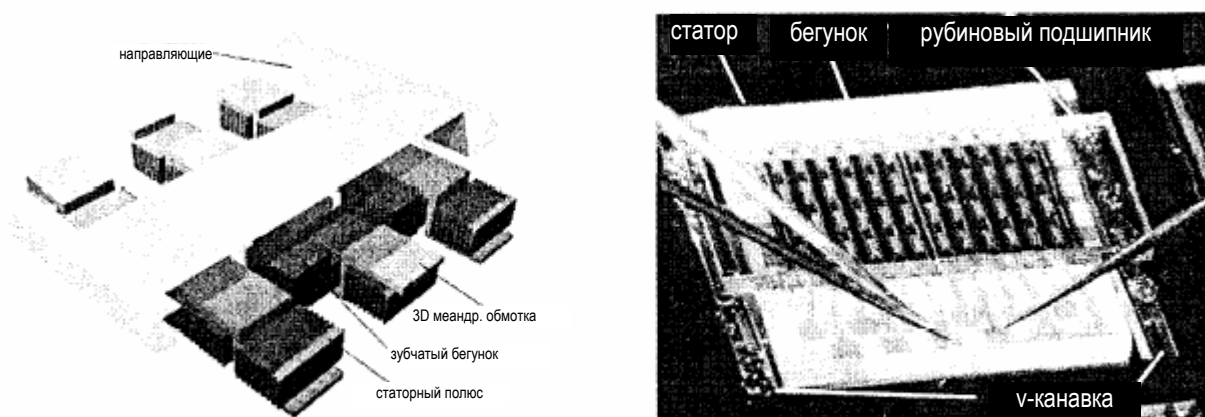 направляющие
3D меандр. обмотка
зубчатый бегунок
статорный полюс
статор
бегунок
рубиновый подшипник
v-канавка